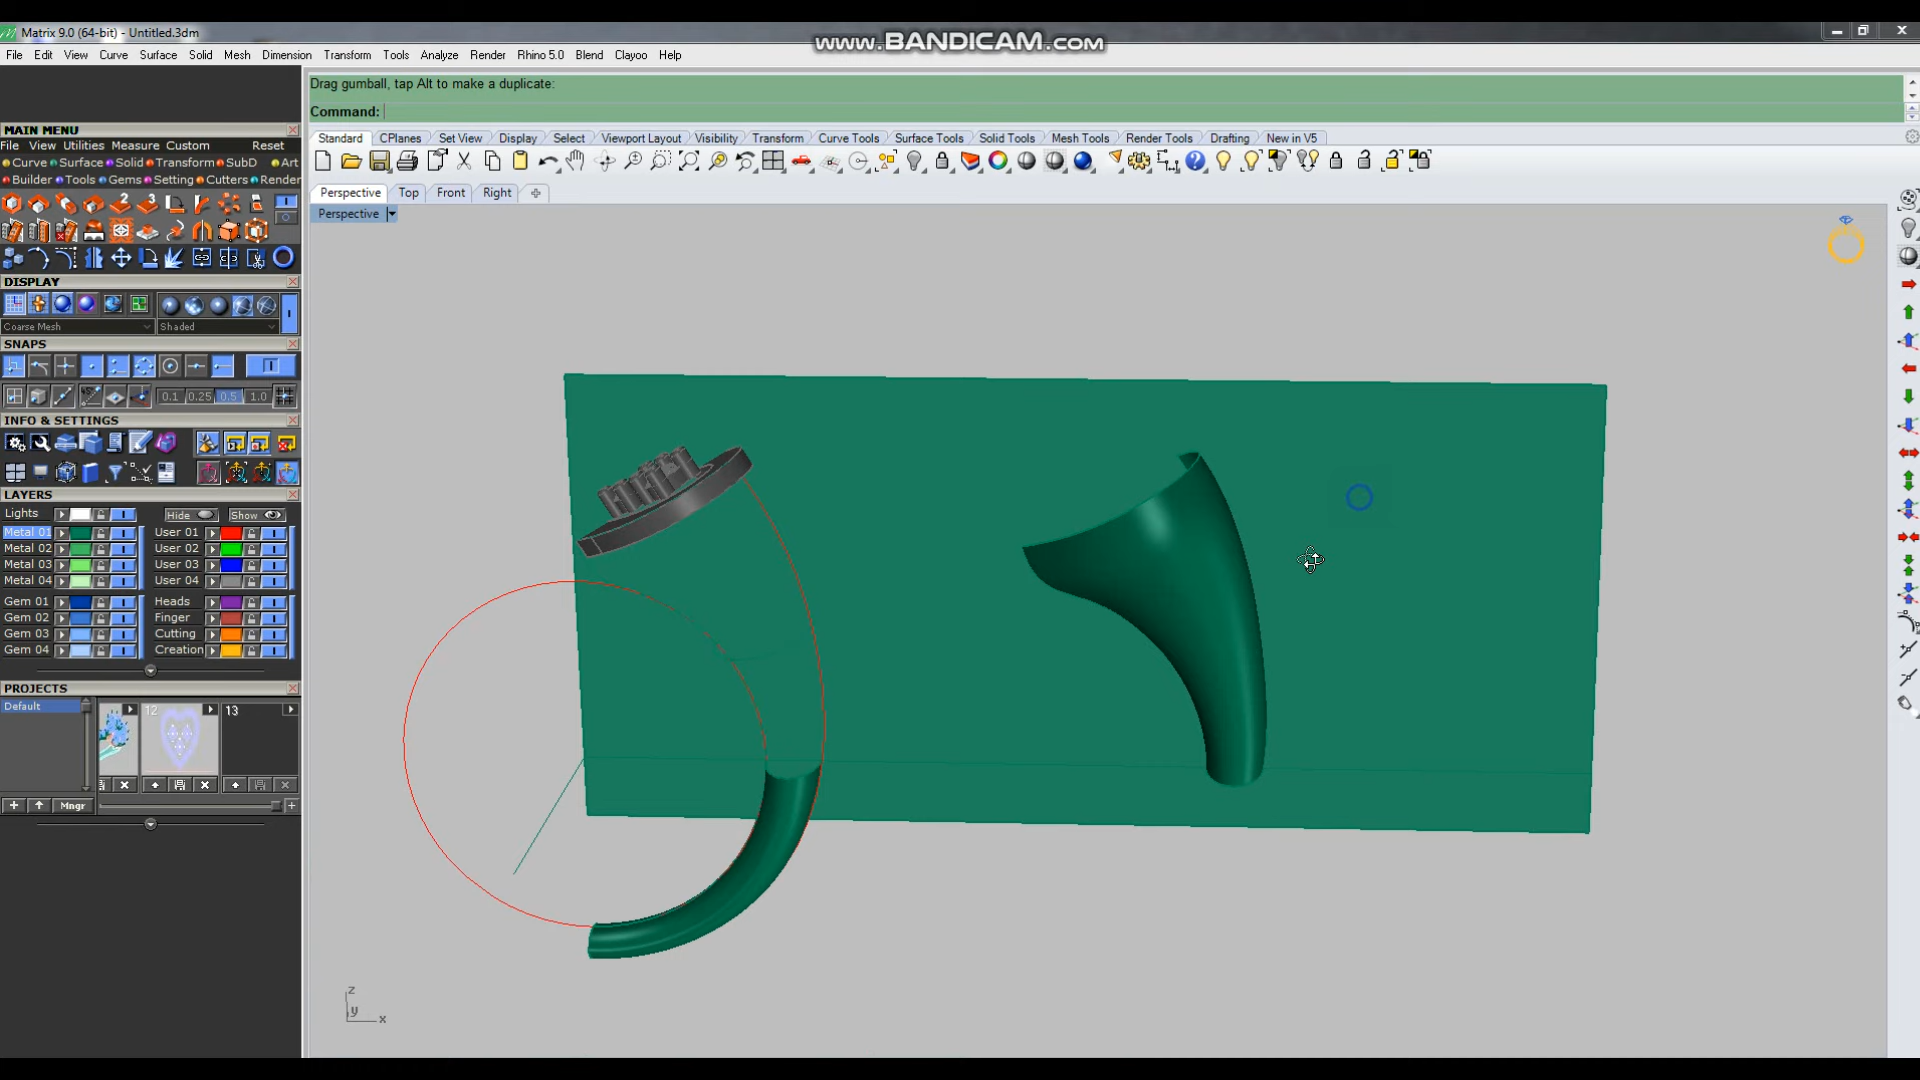 Matrix 9.0 (64-bit) - Untitled.3dm
www.BANDICAM.com
File Edit View Curve Surface Solid Mesh Dimension Transform Tools Analyze Render Rhino 5.0 Blend Clayoo Help
Drag gumball, tap Alt to make a duplicate:
Command:
Standard CPlanes Set View Display Select Viewport Layout Visibility Transform Curve Tools Surface Tools Solid Tools Mesh Tools Render Tools Drafting New in V5
MAIN MENU
File View Utilities Measure Custom Reset
Curve Surface Solid Transform SubD Art
Builder Tools Gems Setting Cutters Render
2 3
Perspective Top Front Right
Perspective
DISPLAY
Coarse Mesh Shaded
SNAPS
0.1 0.25 0.5 1.0
INFO & SETTINGS
LAYERS
Lights Hide Show
Metal 01 User 01
Metal 02 User 02
Metal 03 User 03
Metal 04 User 04
Gem 01 Heads
Gem 02 Finger
Gem 03 Cutting
Gem 04 Creation
PROJECTS
Default 12 13
Mngr
z
y
x